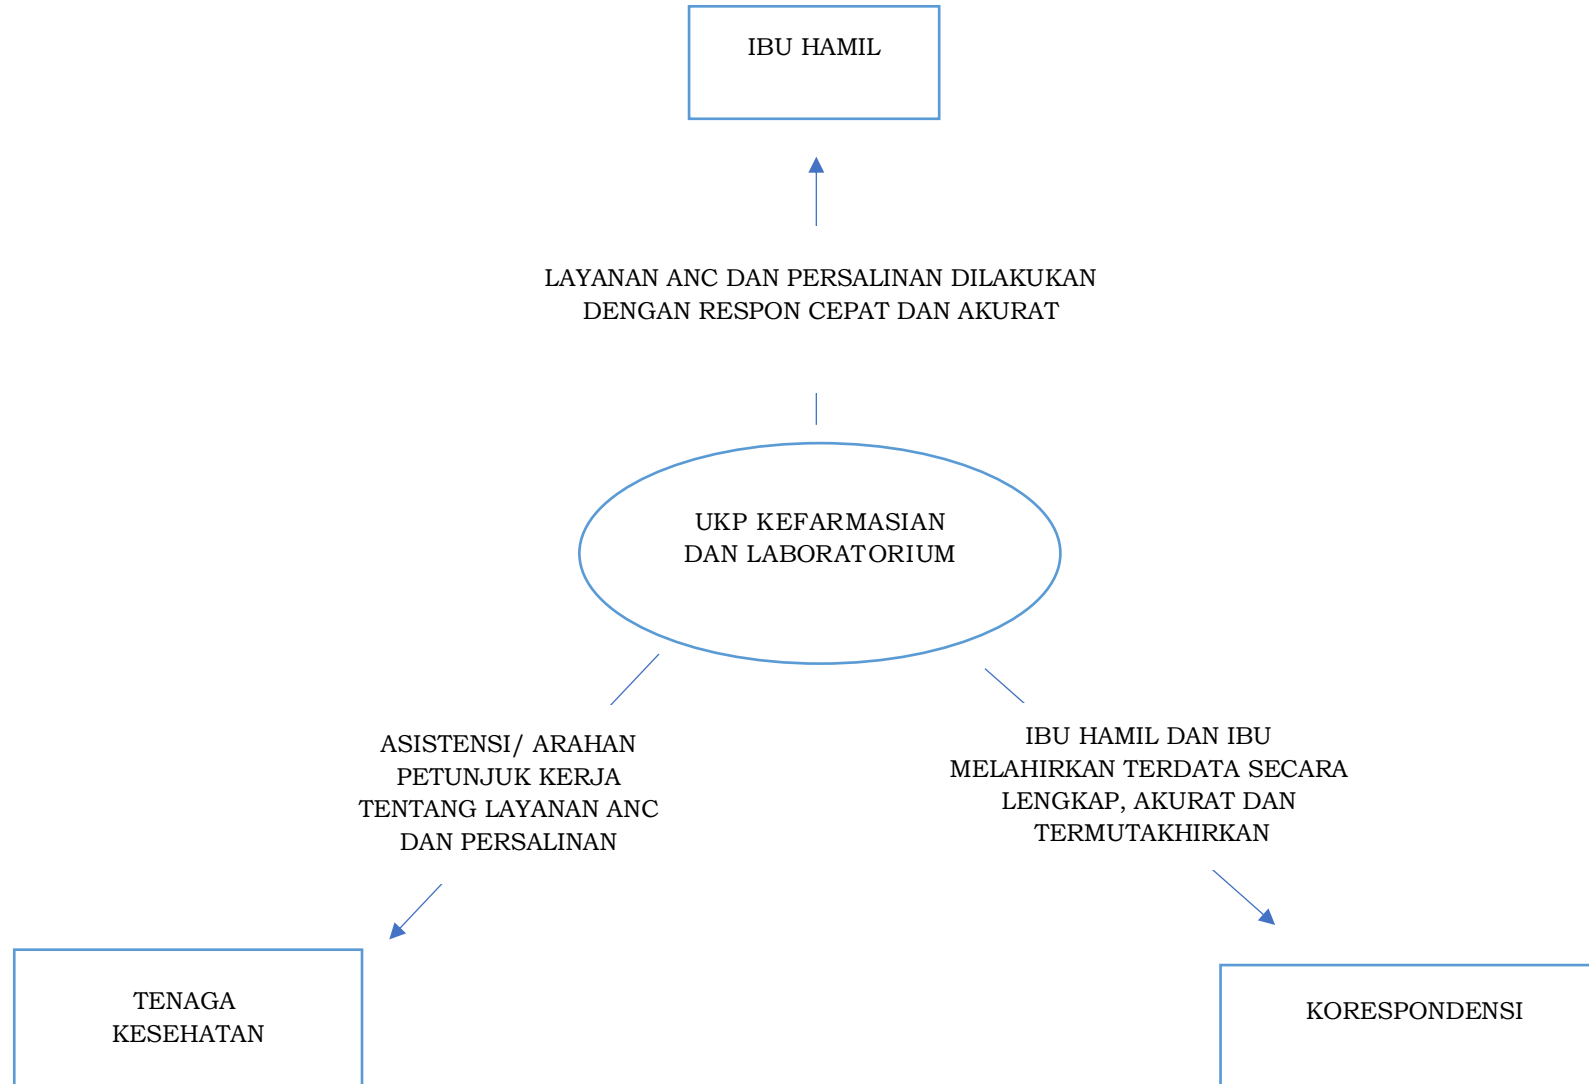 IBU HAMIL
LAYANAN ANC DAN PERSALINAN DILAKUKAN
DENGAN RESPON CEPAT DAN AKURAT
UKP KEFARMASIAN
DAN LABORATORIUM
ASISTENSI/ ARAHAN
PETUNJUK KERJA
TENTANG LAYANAN ANC
DAN PERSALINAN
IBU HAMIL DAN IBU
MELAHIRKAN TERDATA SECARA
LENGKAP, AKURAT DAN
TERMUTAKHIRKAN
TENAGA
KESEHATAN
KORESPONDENSI